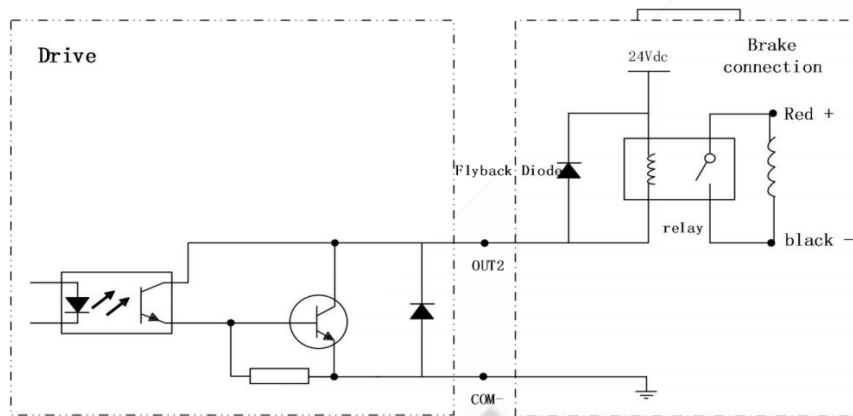 Drive
Brake
connection
24Vdc
Red +
Flyback Diode
relay
black -
OUT2
COM-